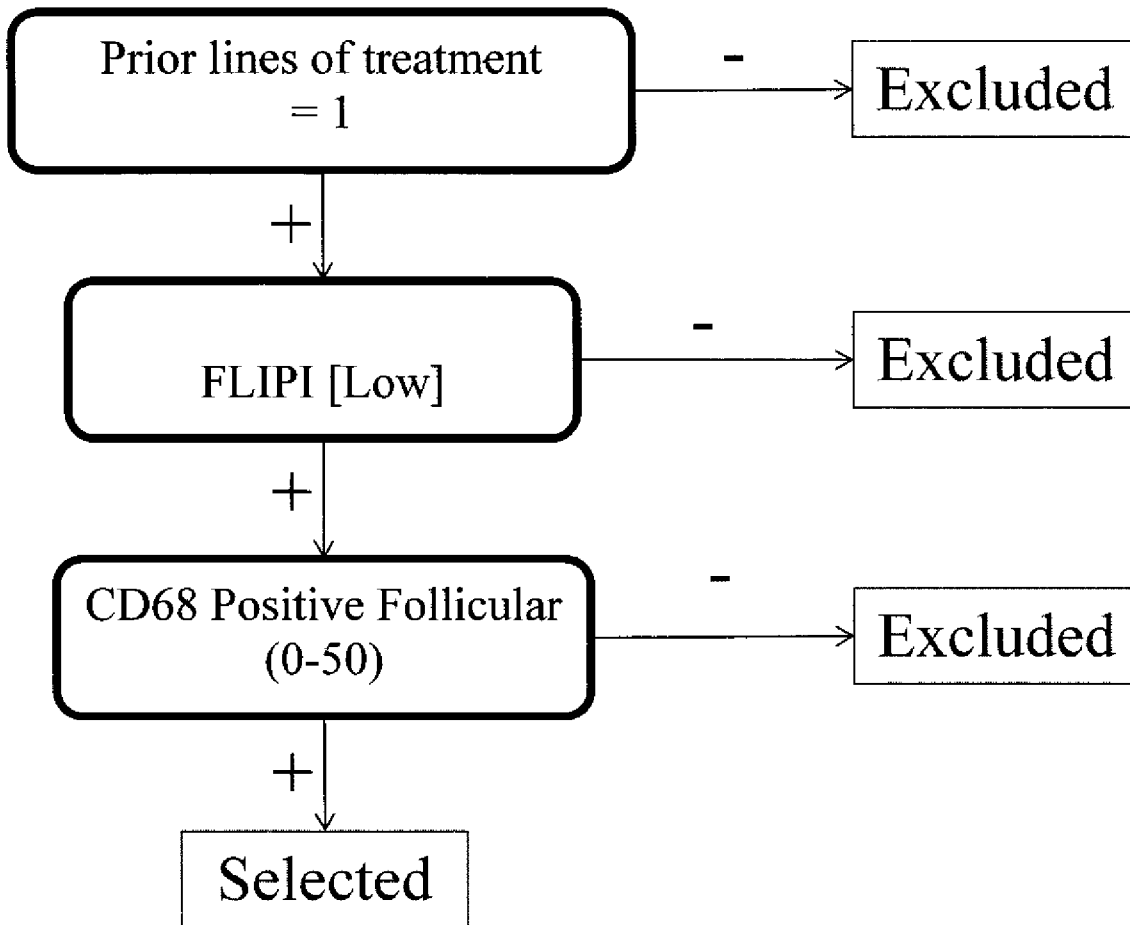 Prior lines of treatment
= 1
-
Excluded
+
FLIPI [Low]
-
Excluded
+
CD68 Positive Follicular
(0-50)
-
Excluded
+
Selected